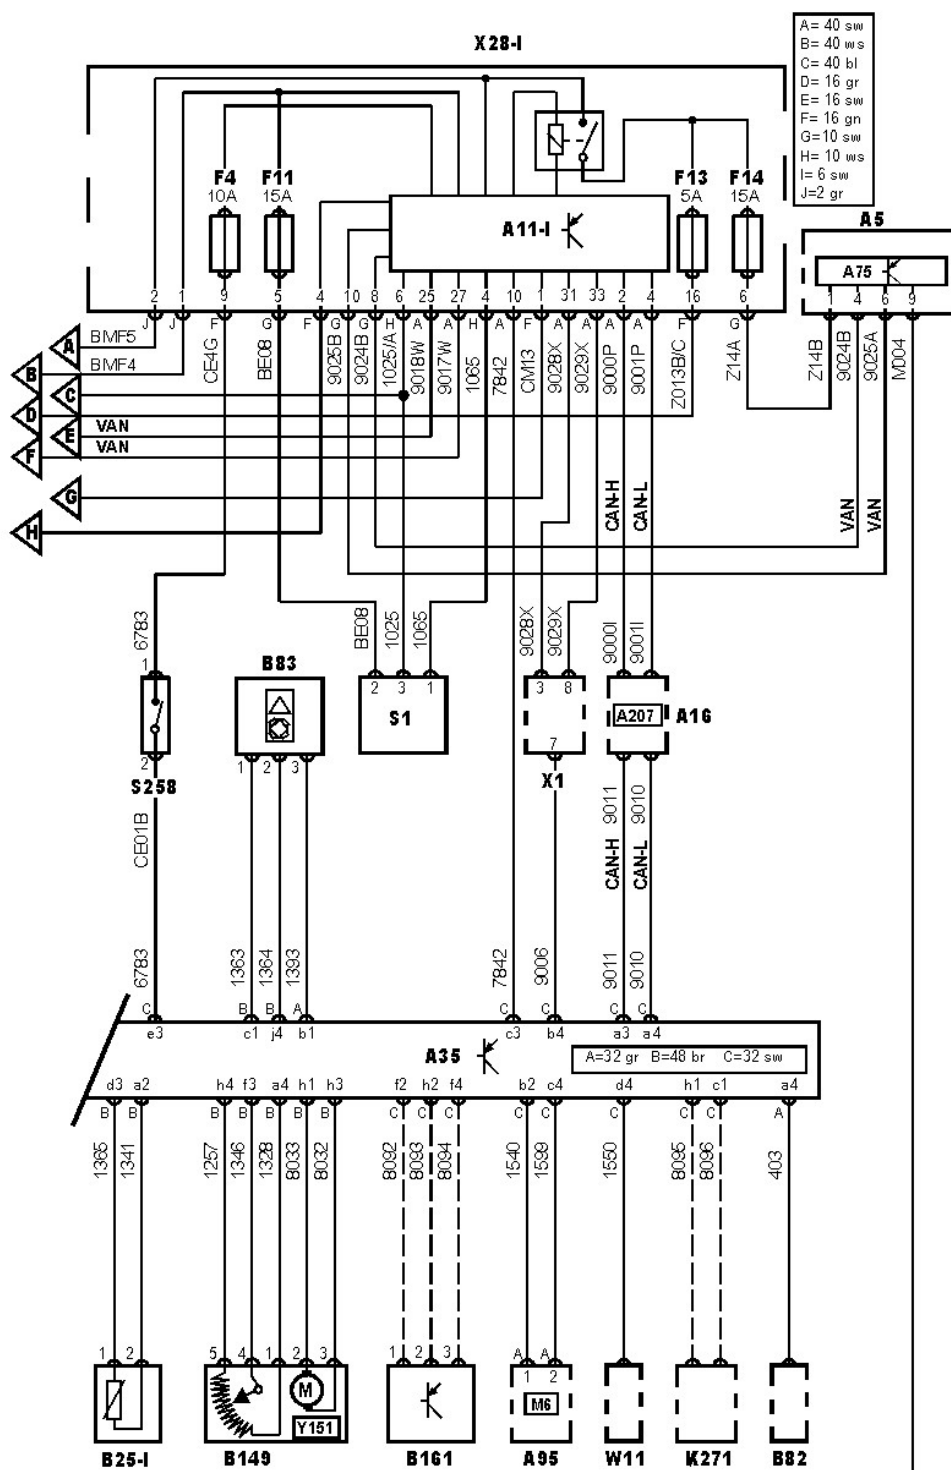 X28-I
A= 40 sw
B= 40 ws
C= 40 bl
D= 16 gr
E= 16 sw
F= 16 gn
G=10 sw
H= 10 ws
I= 6 sw
J=2 gr
F4 F11 F13 F14
10A 15A 5A 15A
A11-I
A5
A75
2 1 9 5 4 10 8 6 25 27 4 10 1 31 33 2 4 16 6
1 4 6 9
J J F G F G G H A A H A F A A A A F G
A BMF5
B BMF4
C
D
E VAN
F VAN
G
H
CE4G BE08 9025B 9024B 1025/A 9018W 9017W 1065 7842 CM13 9028X 9029X 9000P 9001P Z013B/C Z14A Z14B 9024B 9025A M004
CAN-H CAN-L VAN VAN
6783 BE08 1025 1065 9028X 9029X 9000I 9001I
1 B83 2 3 1 3 8
S1 A207 A16
2 1 2 3 7
S258 X1
CE01B 9011 9010
CAN-H CAN-L
6783 1363 1364 1393 7842 9006 9011 9010
C B B A C C C C
e3 c1 j4 b1 c3 b4 a3 a4
A35
A=32 gr B=48 br C=32 sw
d3 a2 h4 f3 a4 h1 h3 f2 h2 f4 b2 c4 d4 h1 c1 a4
B B B B B B B C C C C C C C C A
1365 1341 1257 1346 1328 8033 8032 8092 8093 8094 1540 1599 1550 8095 8096 403
1 2 5 4 1 2 3 1 2 3 A A
1 2
M M6
Y151
B25-I B149 B161 A95 W11 K271 B82